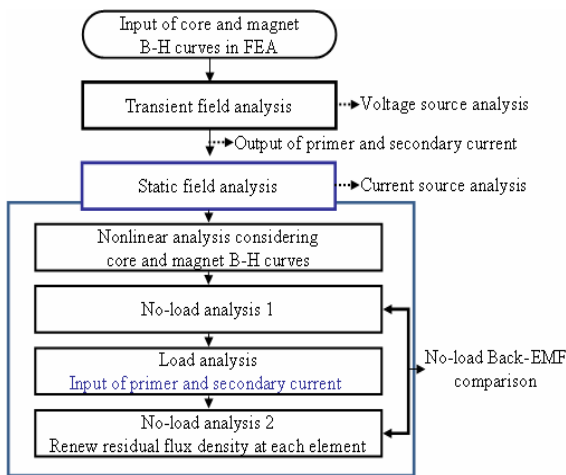 Input of core and magnet
B-H curves in FEA
Transient field analysis
Voltage source analysis
Output of primer and secondary current
Static field analysis
Current source analysis
Nonlinear analysis considering
core and magnet B-H curves
No-load analysis 1
Load analysis
Input of primer and secondary current
No-load Back-EMF
comparison
No-load analysis 2
Renew residual flux density at each element